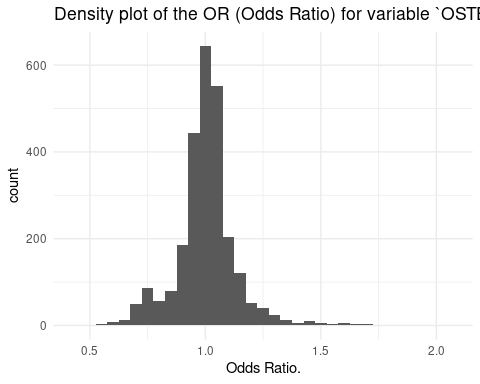 Density plot of the OR (Odds Ratio) for variable `OSTE
600
400
200
0
count
0.5 1.0 1.5 2.0
Odds Ratio.